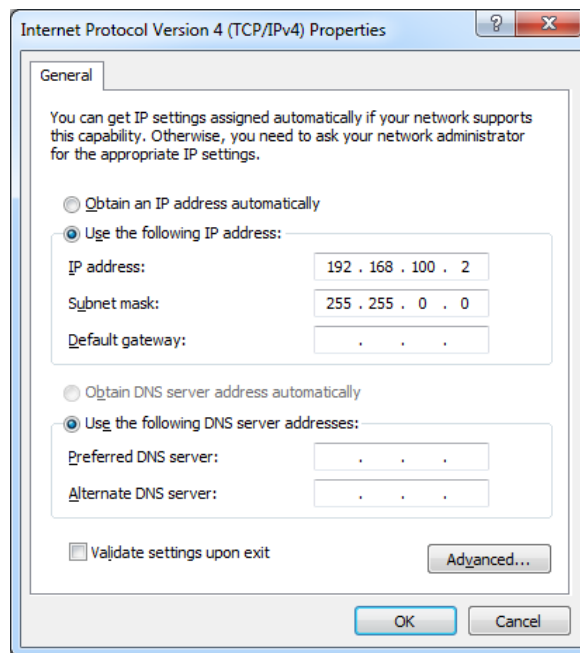 Internet Protocol Version 4 (TCP/IPv4) Properties
?
X
General
You can get IP settings assigned automatically if your network supports
this capability. Otherwise, you need to ask your network administrator
for the appropriate IP settings.
Obtain an IP address automatically
Use the following IP address:
IP address: 192 . 168 . 100 . 2
Subnet mask: 255 . 255 . 0 . 0
Default gateway: . . .
Obtain DNS server address automatically
Use the following DNS server addresses:
Preferred DNS server: . . .
Alternate DNS server: . . .
Validate settings upon exit
Advanced...
OK Cancel